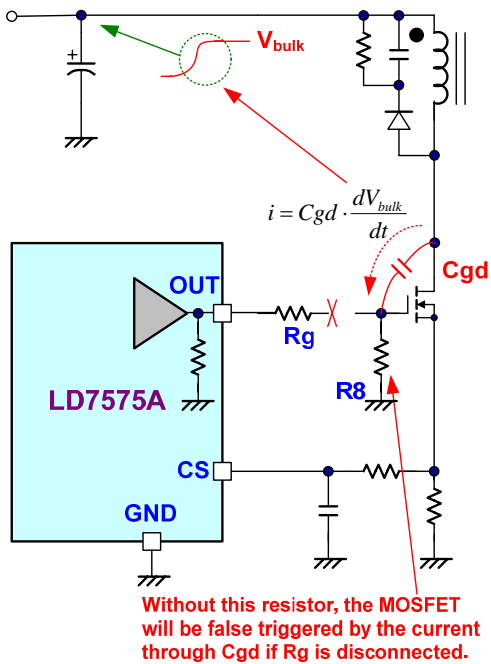 +
Vbulk
i = Cgd · dVbulk/dt
Cgd
OUT
Rg
R8
LD7575A
CS
GND
Without this resistor, the MOSFET
will be false triggered by the current
through Cgd if Rg is disconnected.